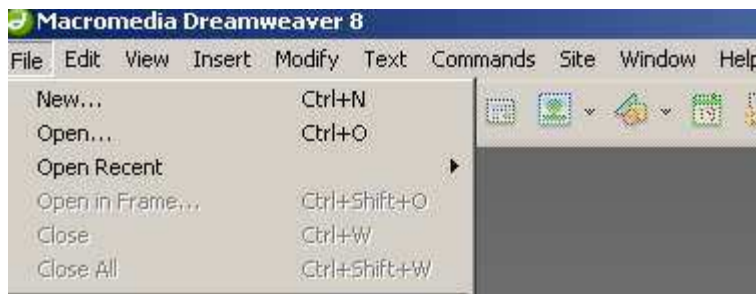 Macromedia Dreamweaver 8
File Edit View Insert Modify Text Commands Site Window Help
New... Ctrl+N
Open... Ctrl+O
Open Recent
Open in Frame... Ctrl+Shift+O
Close Ctrl+W
Close All Ctrl+Shift+W
19